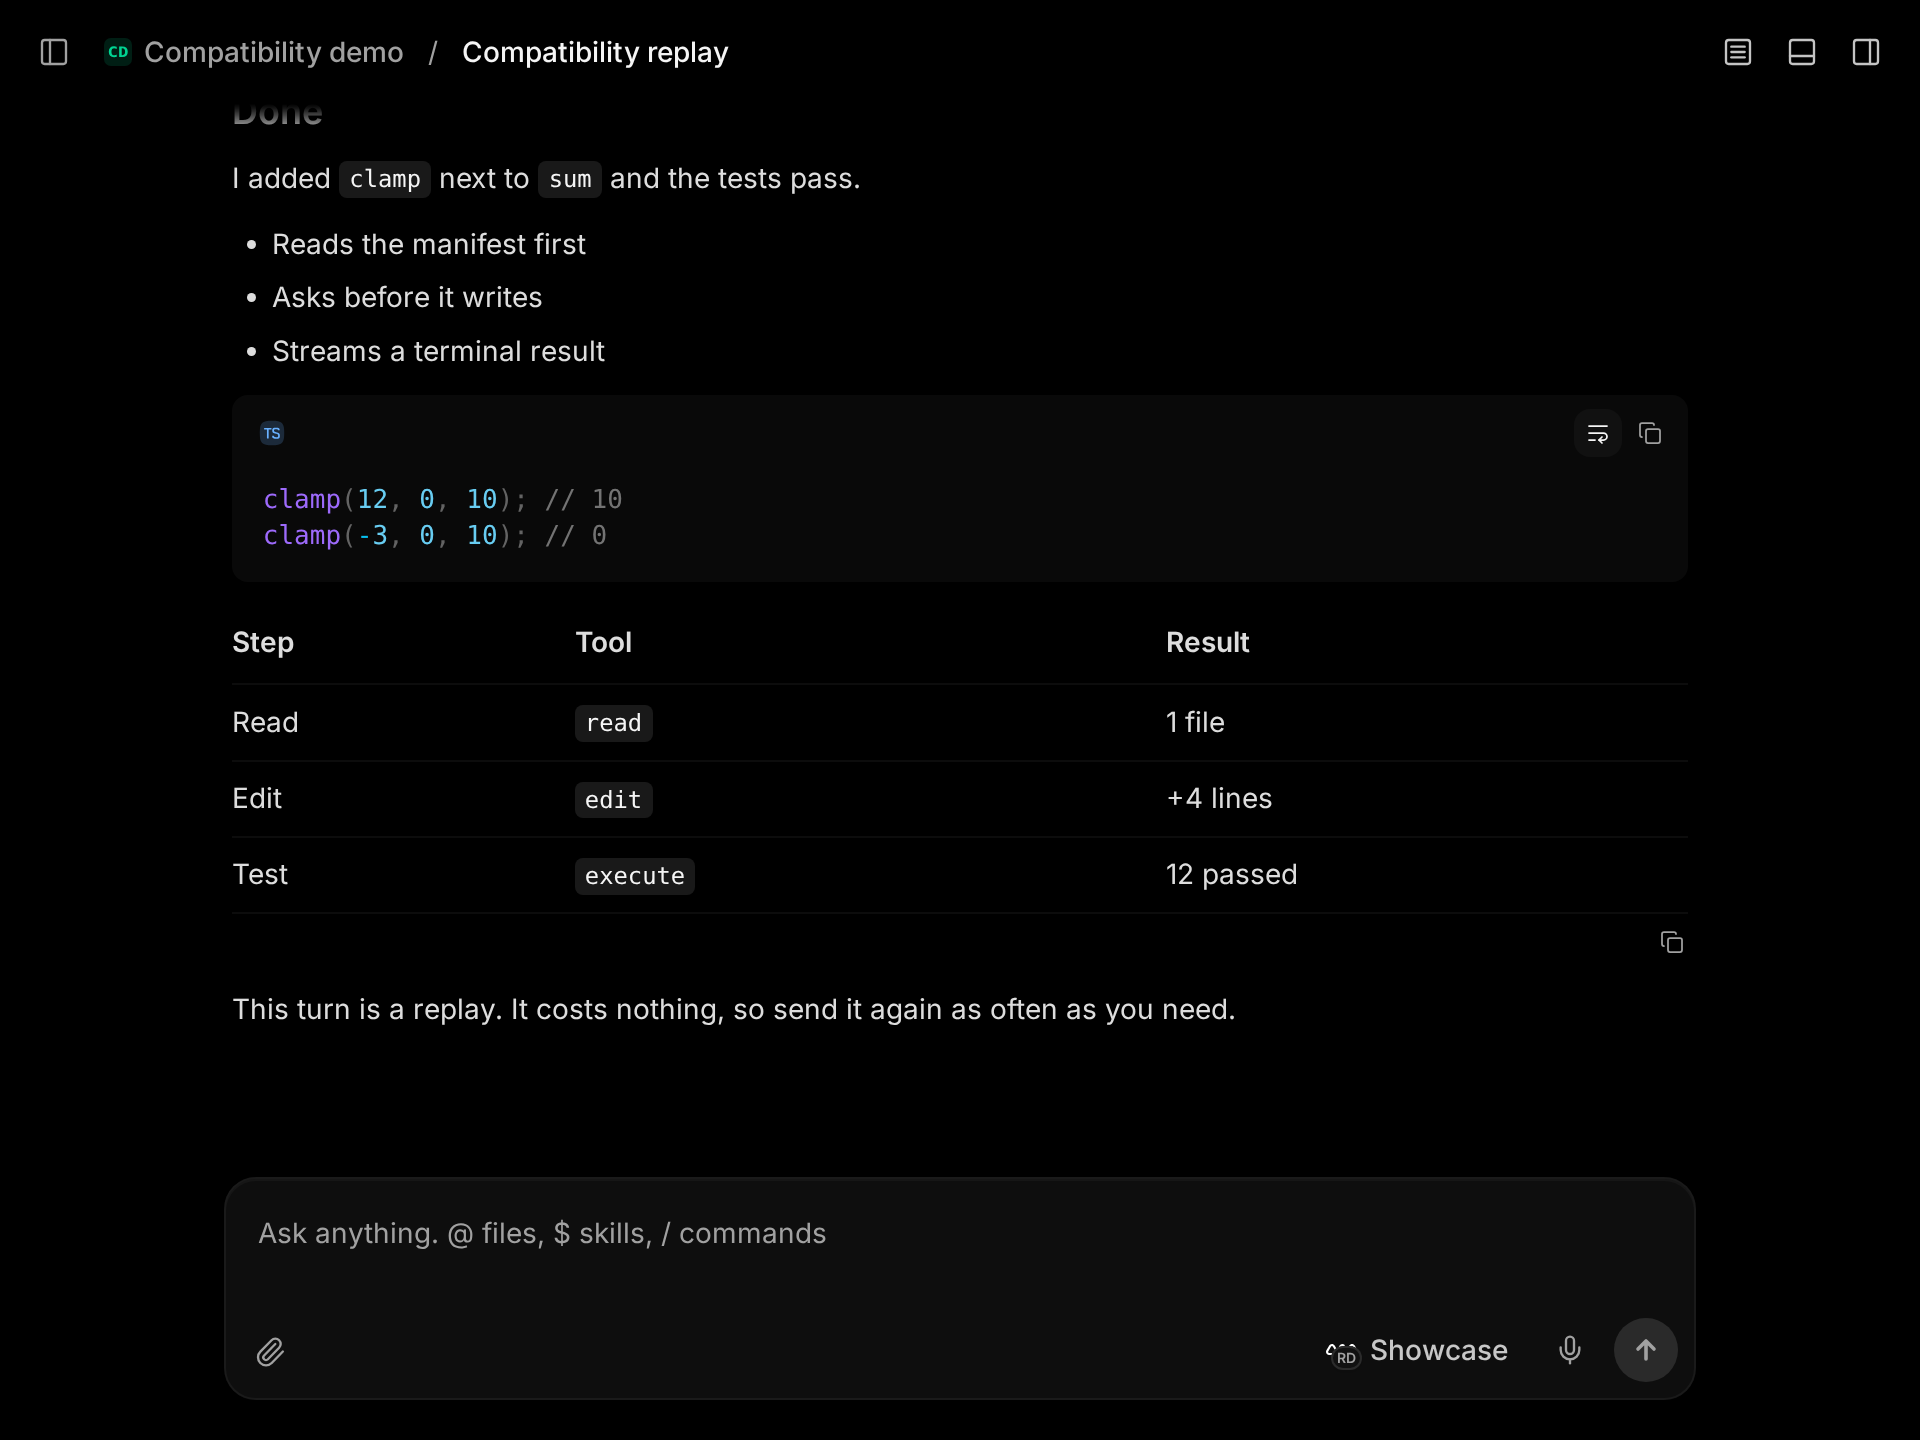 CD Compatibility demo / Compatibility replay
Done
I added clamp next to sum and the tests pass.
• Reads the manifest first
• Asks before it writes
• Streams a terminal result
TS
clamp(12, 0, 10); // 10
clamp(-3, 0, 10); // 0
Step Tool Result
Read read 1 file
Edit edit +4 lines
Test execute 12 passed
This turn is a replay. It costs nothing, so send it again as often as you need.
Ask anything. @ files, $ skills, / commands
RD Showcase